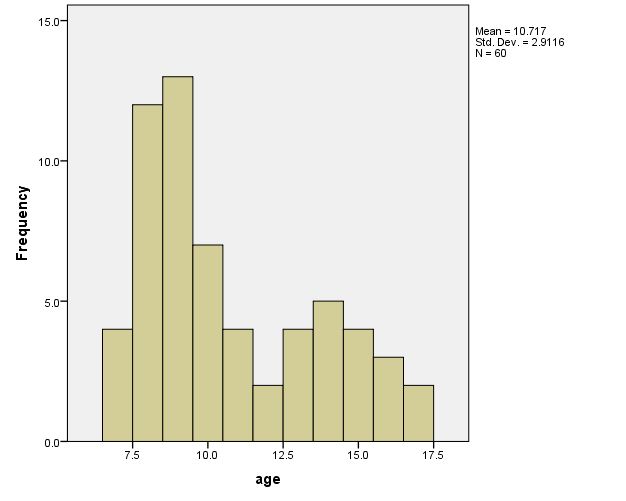 Mean = 10.717
Std. Dev. = 2.9116
N = 60
15.0
10.0
5.0
0.0
Frequency
7.5 10.0 12.5 15.0 17.5
age